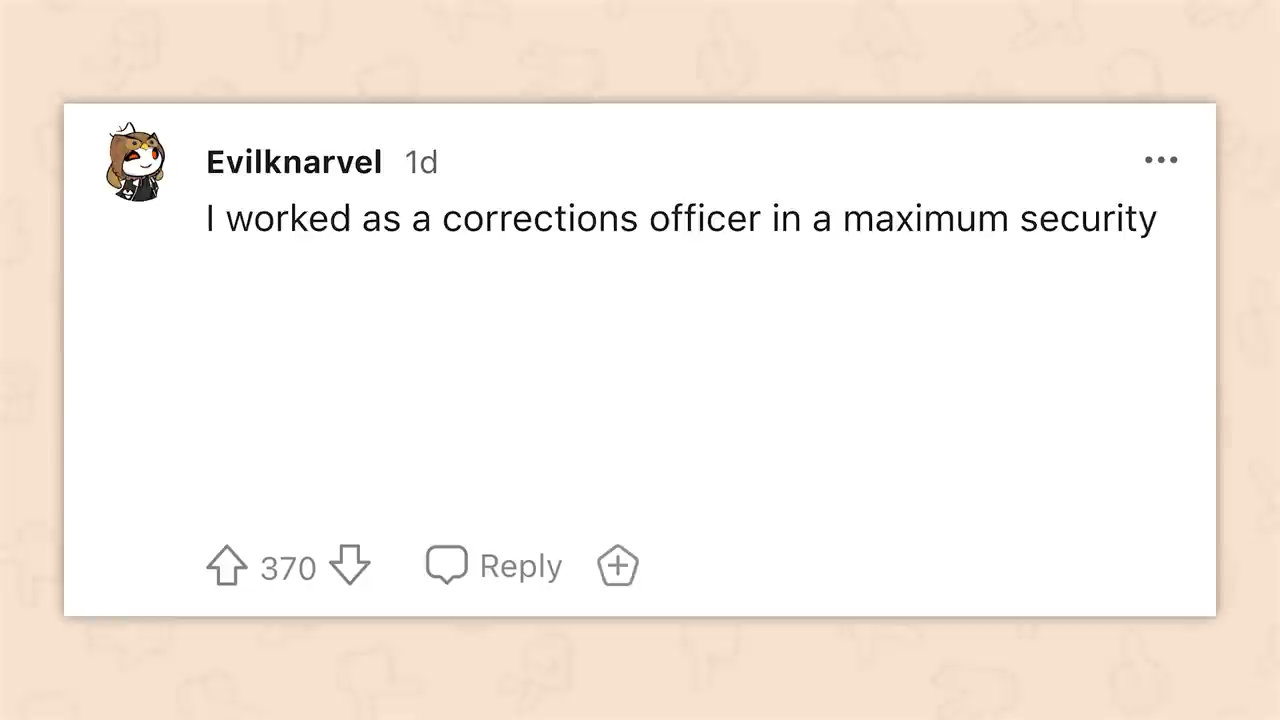 Evilknarvel 1d
I worked as a corrections officer in a maximum security
370 Reply